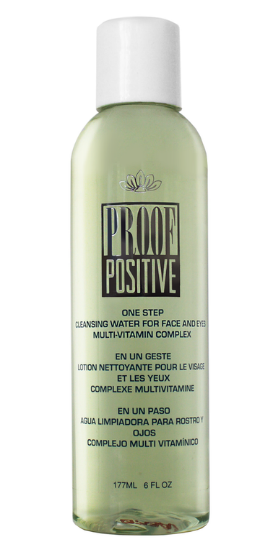 PROOF
POSITIVE
ONE STEP
CLEANSING WATER FOR FACE AND EYES
MULTI-VITAMIN COMPLEX
EN UN GESTE
LOTION NETTOYANTE POUR LE VISAGE
ET LES YEUX
COMPLEXE MULTIVITAMINE
EN UN PASO
AGUA LIMPIADORA PARA ROSTRO Y
OJOS
COMPLEJO MULTI VITAMÍNICO
177ML 6 FL OZ